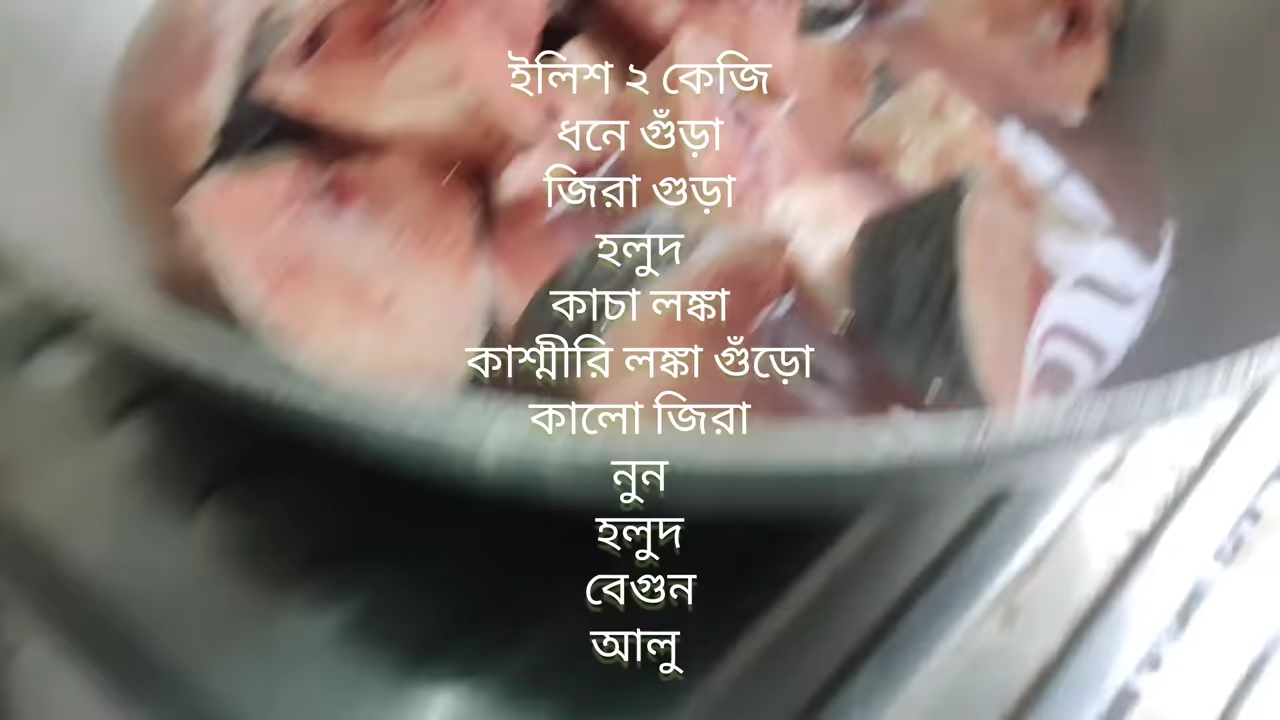 ইলিশ ২ কেজি
ধনে গুঁড়া
জিরা গুড়া
হলুদ
কাচা লঙ্কা
কাশ্মীরি লঙ্কা গুঁড়ো
কালো জিরা
নুন
হলুদ
বেগুন
আলু